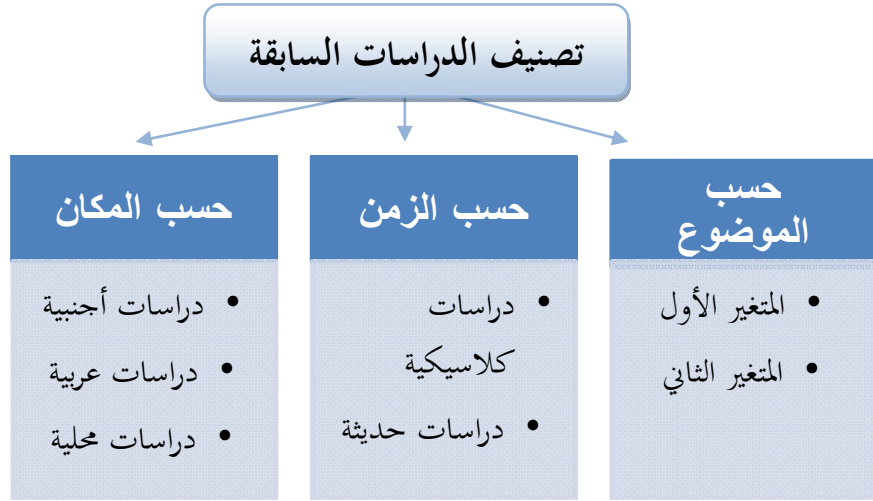 تصنيف الدراسات السابقة
حسب
الموضوع
• المتغير الأول
• المتغير الثاني
حسب الزمن
• دراسات
كلاسيكية
• دراسات حديثة
حسب المكان
• دراسات أجنبية
• دراسات عربية
• دراسات محلية